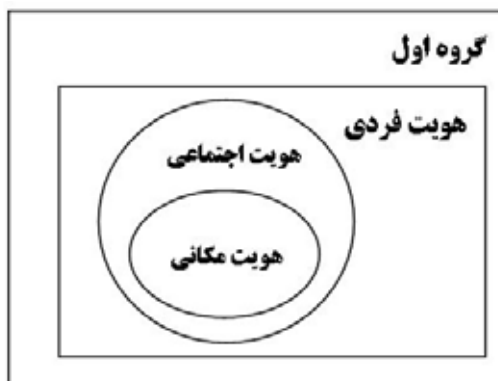 گروه اول
هویت فردی
هویت اجتماعی
هویت مکانی